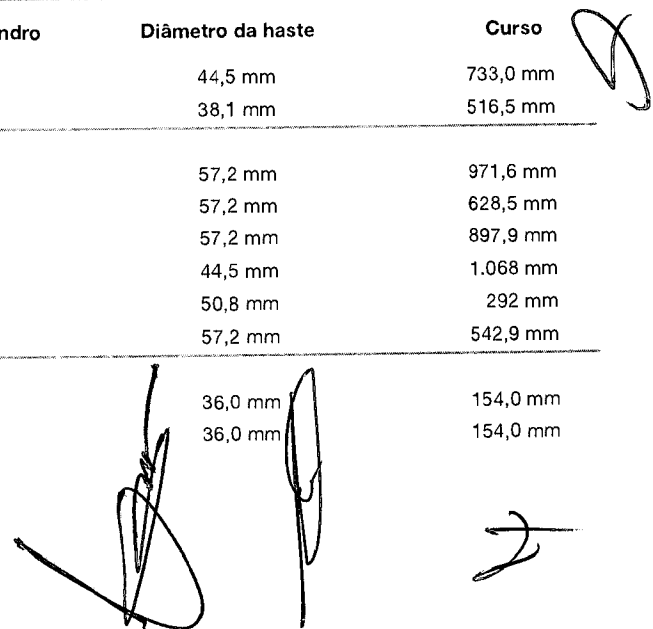 ndro Diâmetro da haste Curso
44,5 mm 733,0 mm
38,1 mm 516,5 mm
57,2 mm 971,6 mm
57,2 mm 628,5 mm
57,2 mm 897,9 mm
44,5 mm 1.068 mm
50,8 mm 292 mm
57,2 mm 542,9 mm
36,0 mm 154,0 mm
36,0 mm 154,0 mm